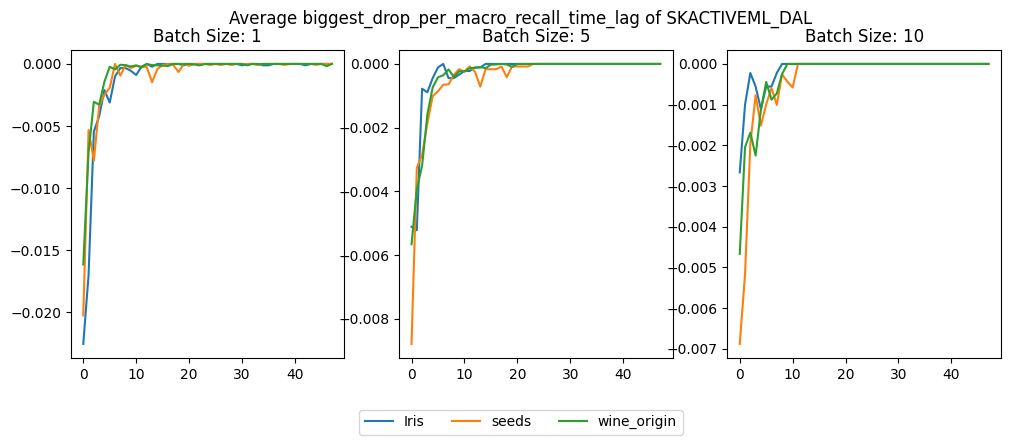 Average biggest_drop_per_macro_recall_time_lag of SKACTIVEML_DAL
Batch Size: 1
0.000
−0.005
−0.010
−0.015
−0.020
0 10 20 30 40
Batch Size: 5
0.000
−0.002
−0.004
−0.006
−0.008
0 10 20 30 40
Batch Size: 10
0.000
−0.001
−0.002
−0.003
−0.004
−0.005
−0.006
−0.007
0 10 20 30 40
Iris seeds wine_origin